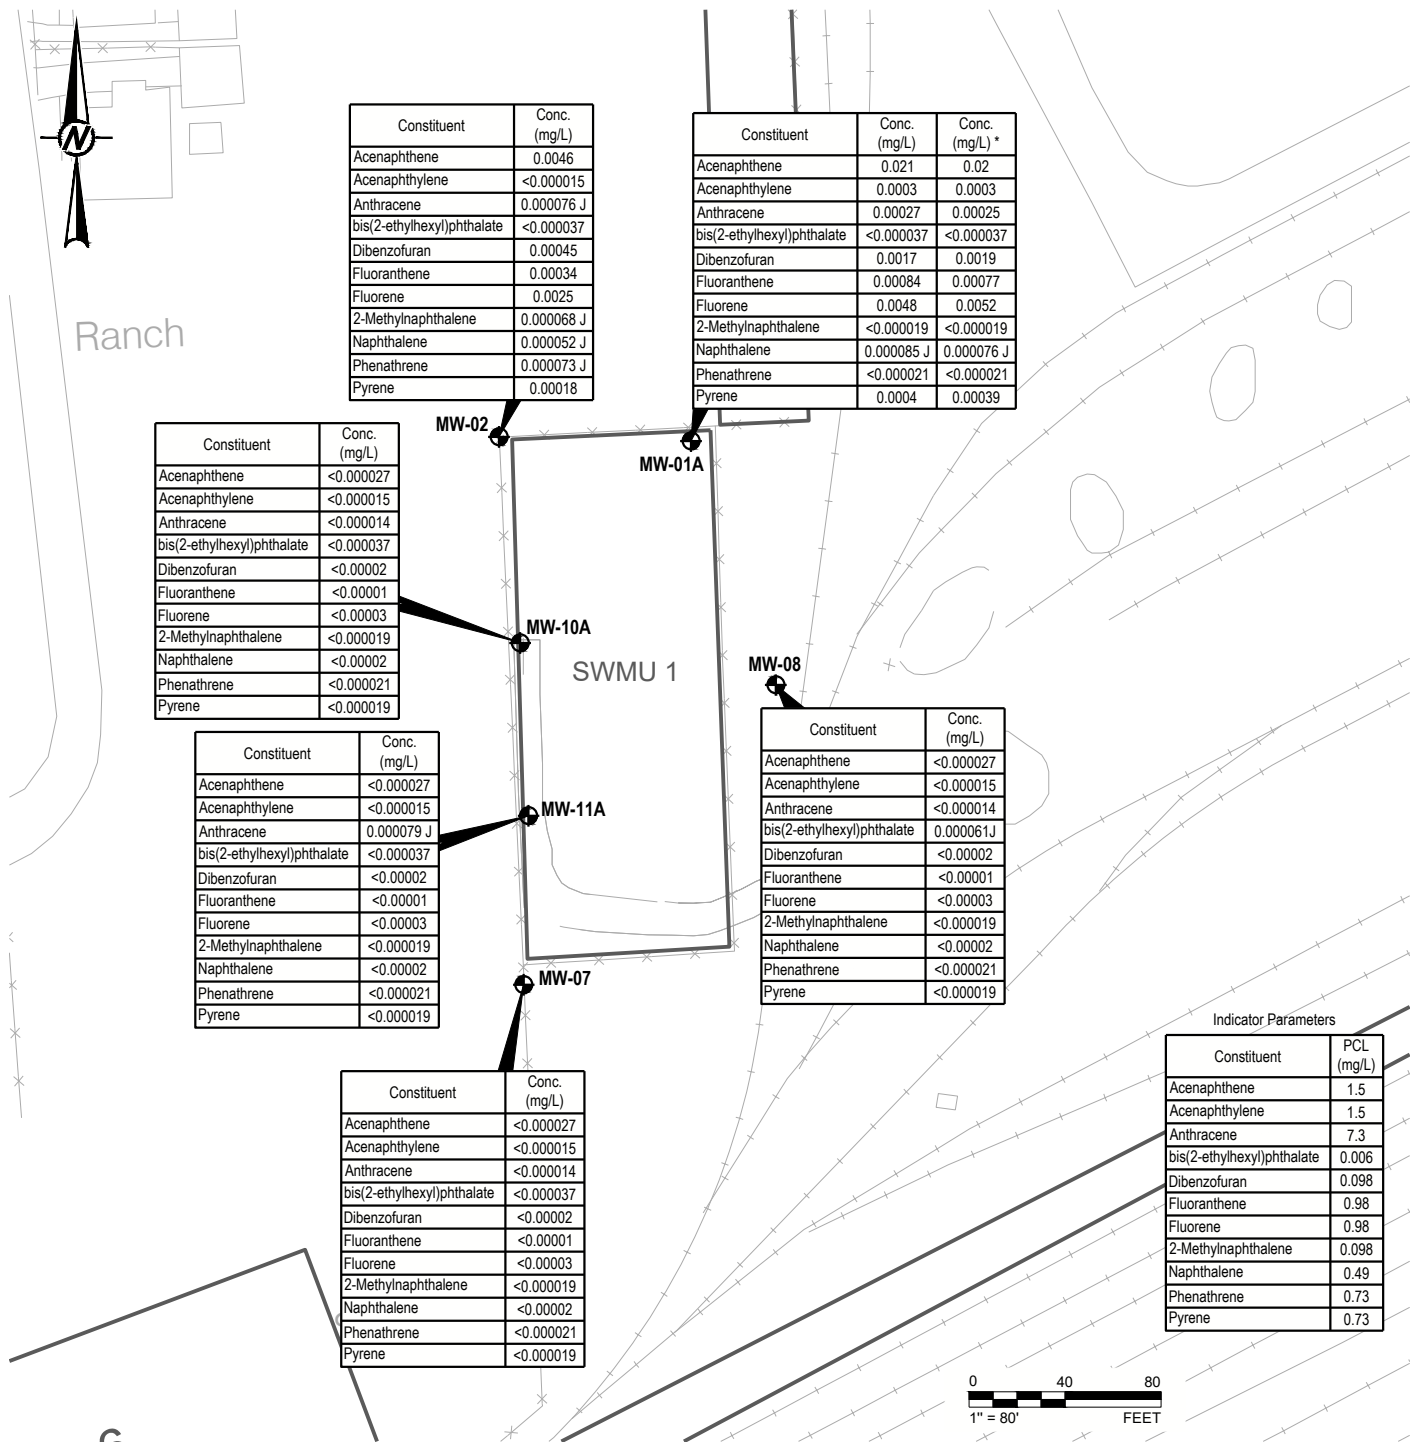 N
Ranch
Constituent Conc. (mg/L)
Acenaphthene 0.0046
Acenaphthylene <0.000015
Anthracene 0.000076 J
bis(2-ethylhexyl)phthalate <0.000037
Dibenzofuran 0.00045
Fluoranthene 0.00034
Fluorene 0.0025
2-Methylnaphthalene 0.000068 J
Naphthalene 0.000052 J
Phenathrene 0.000073 J
Pyrene 0.00018
MW-02
Constituent Conc. (mg/L) Conc. (mg/L) *
Acenaphthene 0.021 0.02
Acenaphthylene 0.0003 0.0003
Anthracene 0.00027 0.00025
bis(2-ethylhexyl)phthalate <0.000037 <0.000037
Dibenzofuran 0.0017 0.0019
Fluoranthene 0.00084 0.00077
Fluorene 0.0048 0.0052
2-Methylnaphthalene <0.000019 <0.000019
Naphthalene 0.000085 J 0.000076 J
Phenathrene <0.000021 <0.000021
Pyrene 0.0004 0.00039
MW-01A
Constituent Conc. (mg/L)
Acenaphthene <0.000027
Acenaphthylene <0.000015
Anthracene <0.000014
bis(2-ethylhexyl)phthalate <0.000037
Dibenzofuran <0.00002
Fluoranthene <0.00001
Fluorene <0.00003
2-Methylnaphthalene <0.000019
Naphthalene <0.00002
Phenathrene <0.000021
Pyrene <0.000019
MW-10A
SWMU 1
MW-08
Constituent Conc. (mg/L)
Acenaphthene <0.000027
Acenaphthylene <0.000015
Anthracene 0.000079 J
bis(2-ethylhexyl)phthalate <0.000037
Dibenzofuran <0.00002
Fluoranthene <0.00001
Fluorene <0.00003
2-Methylnaphthalene <0.000019
Naphthalene <0.00002
Phenathrene <0.000021
Pyrene <0.000019
MW-11A
Constituent Conc. (mg/L)
Acenaphthene <0.000027
Acenaphthylene <0.000015
Anthracene <0.000014
bis(2-ethylhexyl)phthalate 0.000061J
Dibenzofuran <0.00002
Fluoranthene <0.00001
Fluorene <0.00003
2-Methylnaphthalene <0.000019
Naphthalene <0.00002
Phenathrene <0.000021
Pyrene <0.000019
MW-07
Constituent Conc. (mg/L)
Acenaphthene <0.000027
Acenaphthylene <0.000015
Anthracene <0.000014
bis(2-ethylhexyl)phthalate <0.000037
Dibenzofuran <0.00002
Fluoranthene <0.00001
Fluorene <0.00003
2-Methylnaphthalene <0.000019
Naphthalene <0.00002
Phenathrene <0.000021
Pyrene <0.000019
Indicator Parameters
Constituent PCL (mg/L)
Acenaphthene 1.5
Acenaphthylene 1.5
Anthracene 7.3
bis(2-ethylhexyl)phthalate 0.006
Dibenzofuran 0.098
Fluoranthene 0.98
Fluorene 0.98
2-Methylnaphthalene 0.098
Naphthalene 0.49
Phenathrene 0.73
Pyrene 0.73
0 40 80
1" = 80' FEET